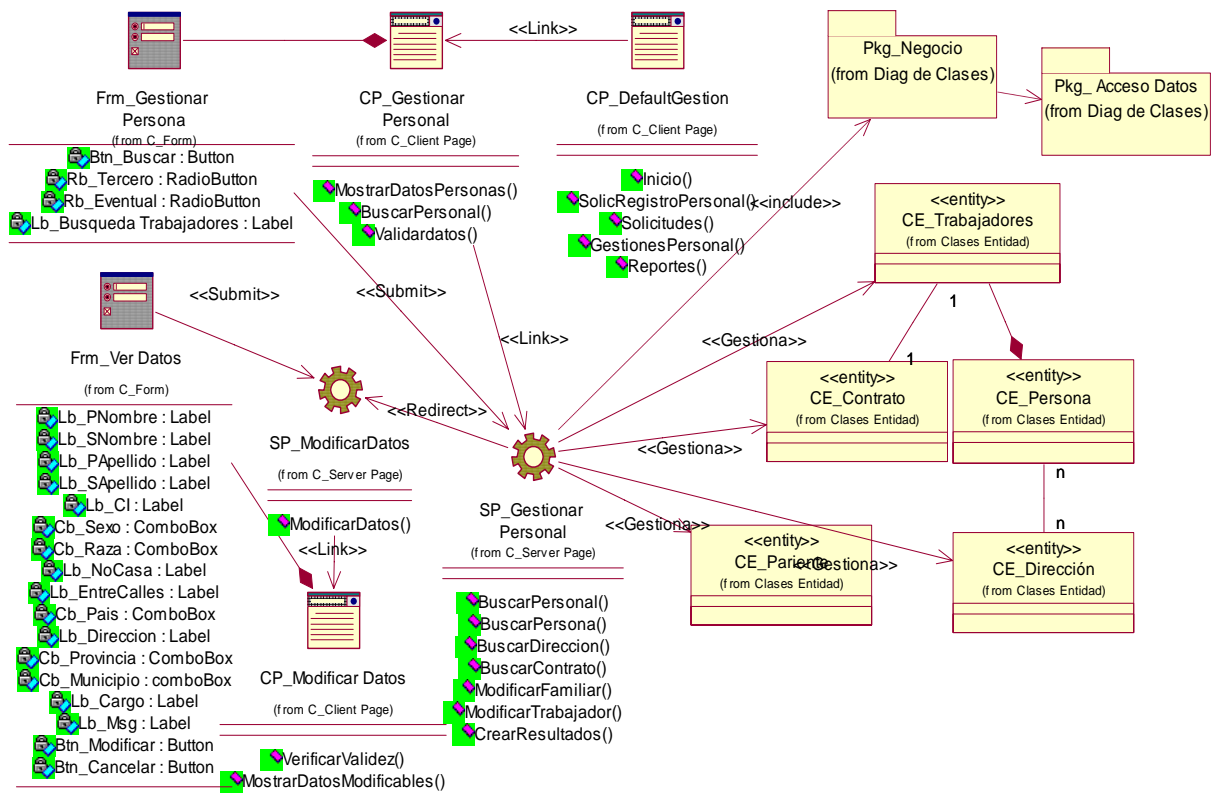 Frm_Gestionar
Persona
(from C_Form)
Btn_Buscar : Button
Rb_Tercero : RadioButton
Rb_Eventual : RadioButton
Lb_Busqueda Trabajadores : Label
CP_Gestionar
Personal
(from C_Client Page)
MostrarDatosPersonas()
BuscarPersonal()
Validardatos()
<<Link>>
CP_DefaultGestion
(from C_Client Page)
Inicio()
SolicRegistroPersonal()
Solicitudes()
GestionesPersonal()
Reportes()
Pkg_Negocio
(from Diag de Clases)
Pkg_ Acceso Datos
(from Diag de Clases)
<<include>>
<<entity>>
CE_Trabajadores
(from Clases Entidad)
<<Submit>>
<<Submit>>
<<Link>>
<<Gestiona>>
1
1
Frm_Ver Datos
(from C_Form)
Lb_PNombre : Label
Lb_SNombre : Label
Lb_PApellido : Label
Lb_SApellido : Label
Lb_CI : Label
Cb_Sexo : ComboBox
Cb_Raza : ComboBox
Lb_NoCasa : Label
Lb_EntreCalles : Label
Cb_Pais : ComboBox
Lb_Direccion : Label
Cb_Provincia : ComboBox
Cb_Municipio : comboBox
Lb_Cargo : Label
Lb_Msg : Label
Btn_Modificar : Button
Btn_Cancelar : Button
<<Redirect>>
SP_ModificarDatos
(from C_Server Page)
ModificarDatos()
<<Link>>
CP_Modificar Datos
(from C_Client Page)
VerificarValidez()
MostrarDatosModificables()
SP_Gestionar
Personal
(from C_Server Page)
BuscarPersonal()
BuscarPersona()
BuscarDireccion()
BuscarContrato()
ModificarFamiliar()
ModificarTrabajador()
CrearResultados()
<<entity>>
CE_Contrato
(from Clases Entidad)
<<entity>>
CE_Persona
(from Clases Entidad)
<<Gestiona>>
n
n
<<Gestiona>>
<<entity>>
CE_Pariente
(from Clases Entidad)
<<Gestiona>>
<<entity>>
CE_Dirección
(from Clases Entidad)